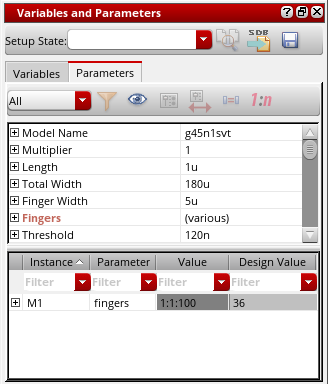 Variables and Parameters
Setup State:
SDB
Variables Parameters
All 1:n
Model Name g45n1svt
Multiplier 1
Length 1u
Total Width 180u
Finger Width 5u
Fingers (various)
Threshold 120n
Instance Parameter Value Design Value
Filter Filter Filter Filter
M1 fingers 1:1:100 36